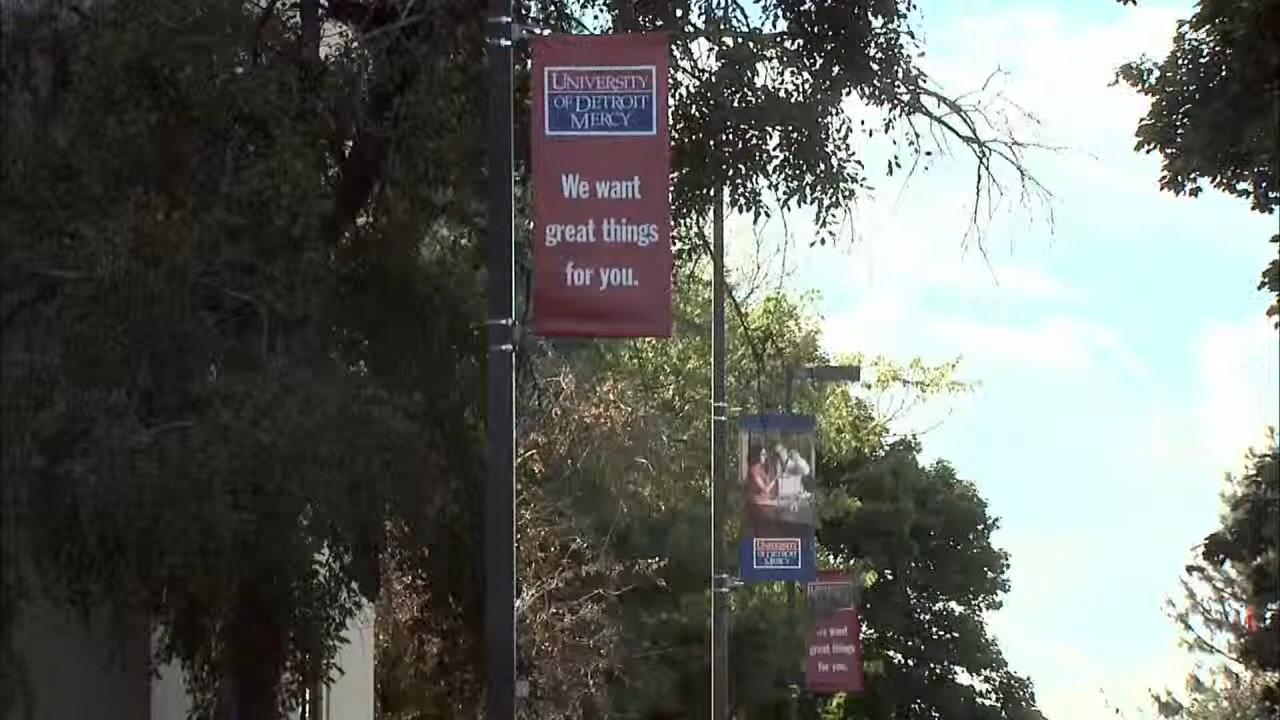 UNIVERSITY
OF DETROIT
MERCY
We want
great things
for you.
UNIVERSITY
OF DETROIT
MERCY
We want
great things
for you.